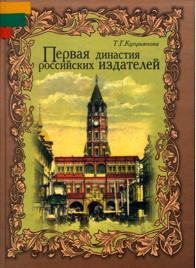 Т.Г.Куприянова
Первая династия
российских издателей